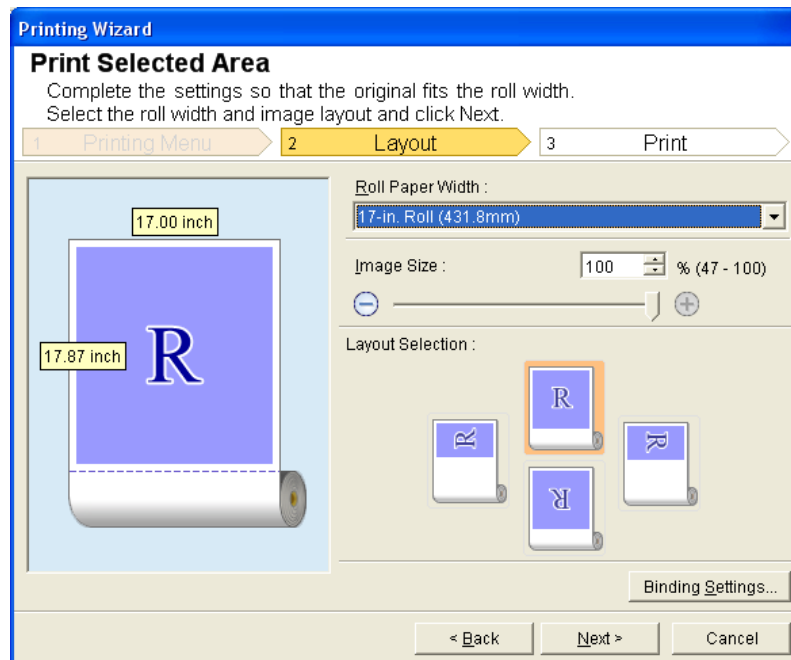 Printing Wizard
Print Selected Area
Complete the settings so that the original fits the roll width.
Select the roll width and image layout and click Next.
1 Printing Menu 2 Layout 3 Print
17.00 inch
17.87 inch
R
Roll Paper Width :
17-in. Roll (431.8mm)
Image Size : 100 % (47 - 100)
Layout Selection :
R
R
R
R
Binding Settings...
< Back Next > Cancel